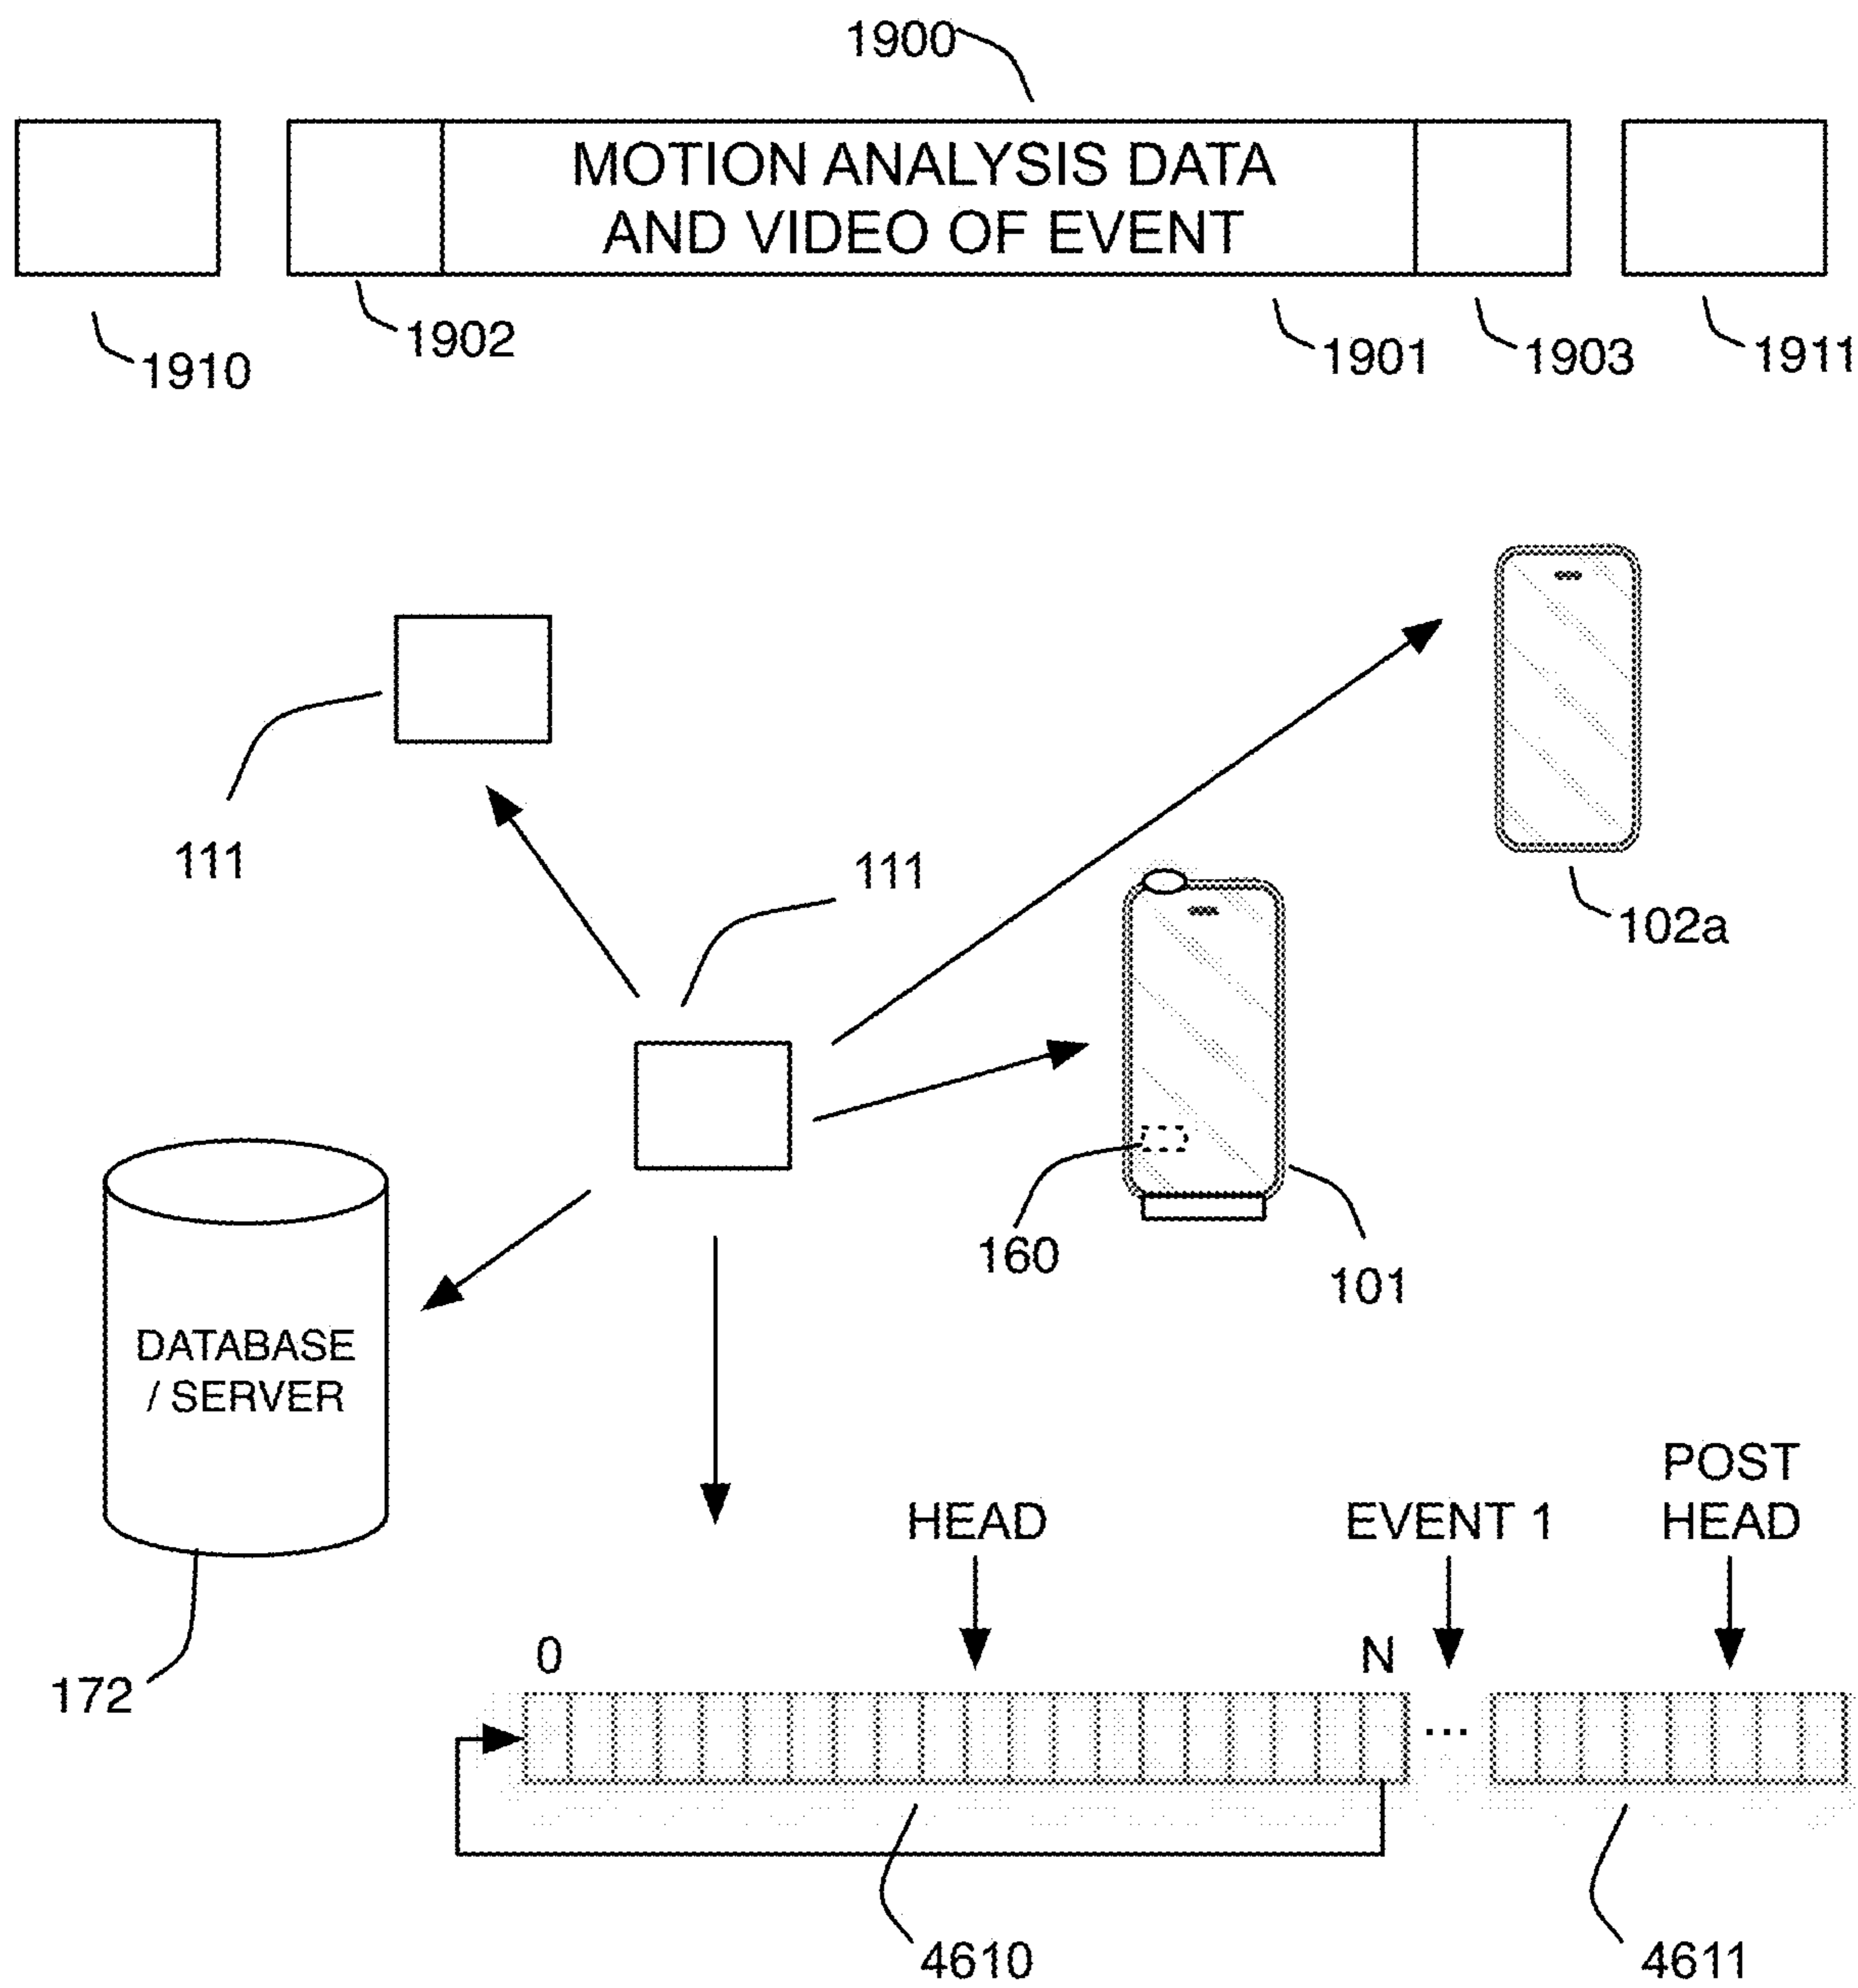 1900
MOTION ANALYSIS DATA
AND VIDEO OF EVENT
1910
1902
1901
1903
1911
111
111
102a
160
101
DATABASE
/ SERVER
172
HEAD
EVENT 1
POST
HEAD
0
N
...
4610
4611